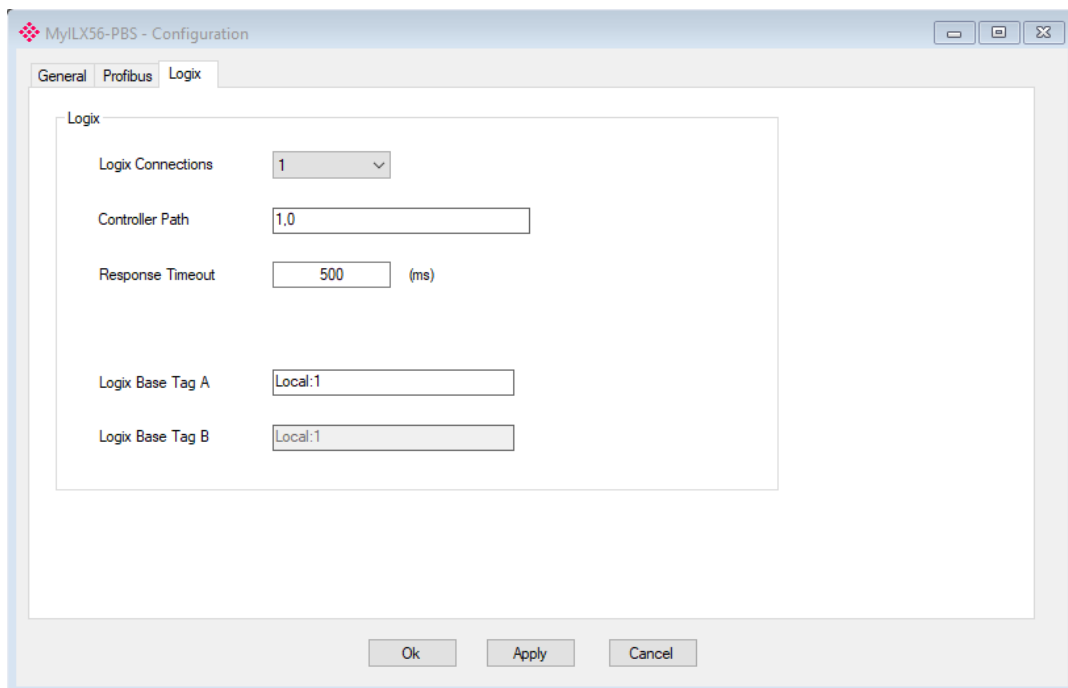 MyILX56-PBS - Configuration
General Profibus Logix
Logix
Logix Connections 1
Controller Path 1,0
Response Timeout 500 (ms)
Logix Base Tag A Local:1
Logix Base Tag B Local:1
Ok Apply Cancel